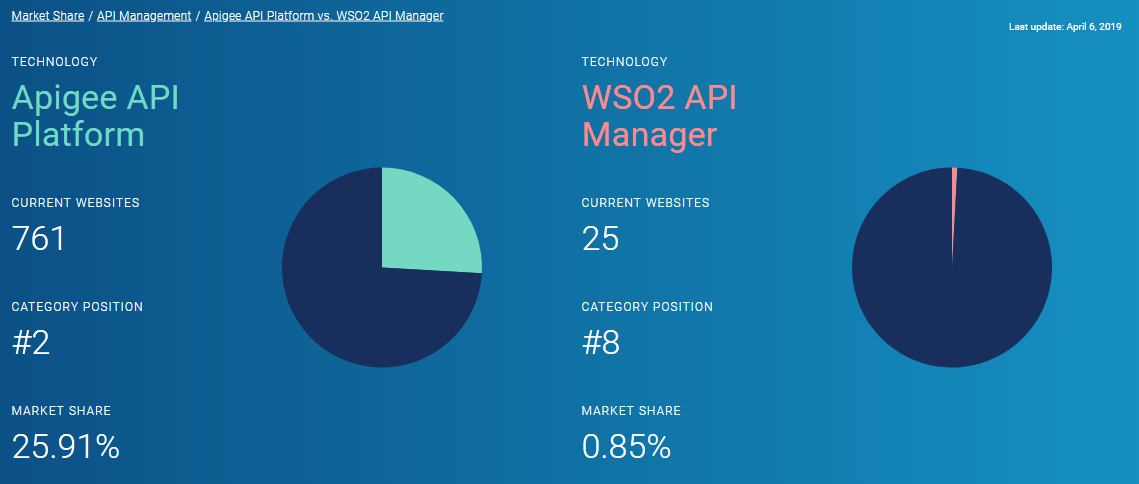 Market Share / API Management / Apigee API Platform vs. WSO2 API Manager
Last update: April 6, 2019
TECHNOLOGY
Apigee API
Platform
CURRENT WEBSITES
761
CATEGORY POSITION
#2
MARKET SHARE
25.91%
TECHNOLOGY
WSO2 API
Manager
CURRENT WEBSITES
25
CATEGORY POSITION
#8
MARKET SHARE
0.85%